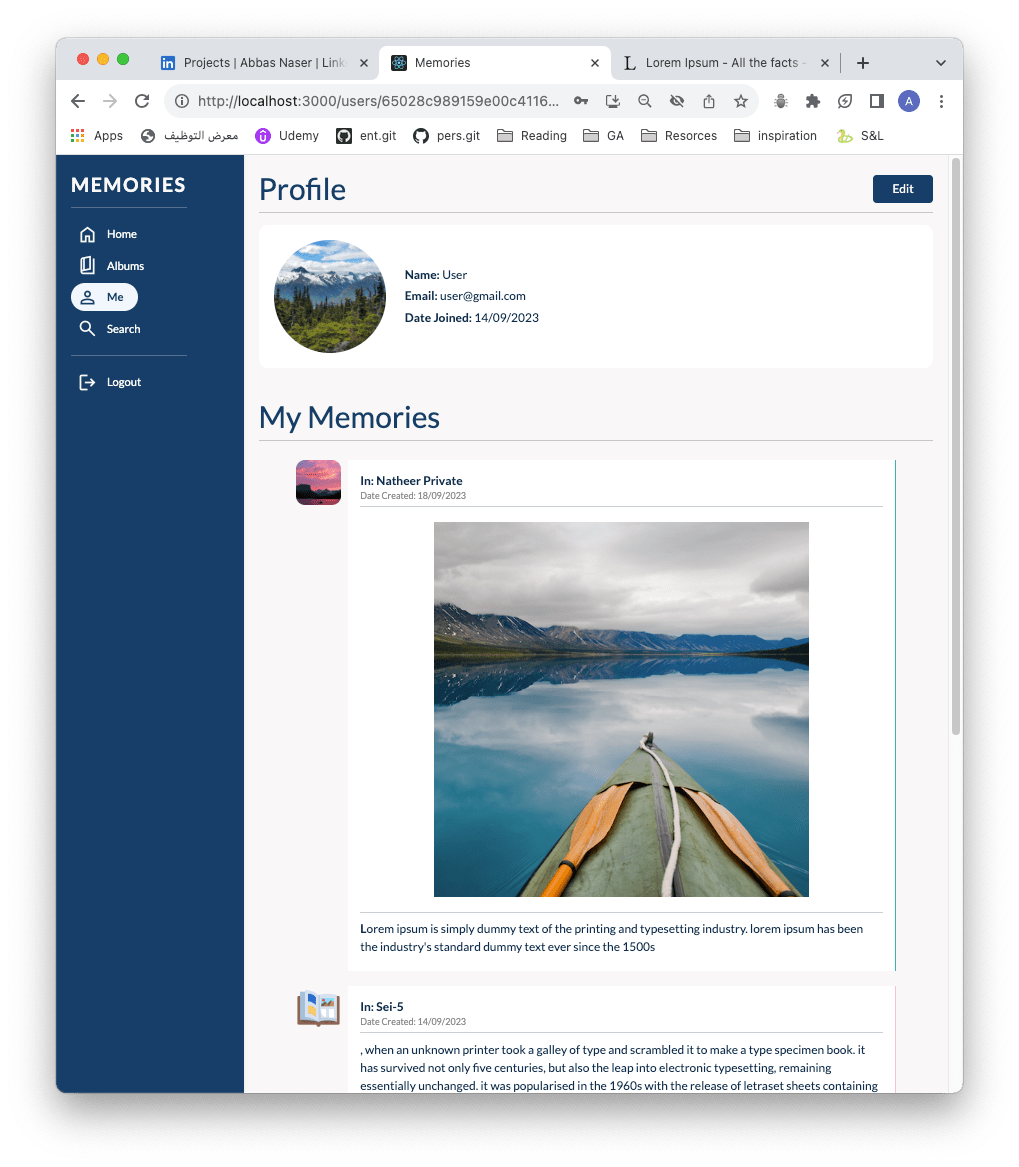 Projects | Abbas Naser | Link
Memories
Lorem Ipsum - All the facts -
http://localhost:3000/users/65028c989159e00c4116...
A
Apps
معرض التوظيف
Udemy
ent.git
pers.git
Reading
GA
Resorces
inspiration
S&L
MEMORIES
Home
Albums
Me
Search
Logout
Profile
Edit
Name: User
Email: user@gmail.com
Date Joined: 14/09/2023
My Memories
In: Natheer Private
Date Created: 18/09/2023
Lorem ipsum is simply dummy text of the printing and typesetting industry. lorem ipsum has been
the industry's standard dummy text ever since the 1500s
In: Sei-5
Date Created: 14/09/2023
, when an unknown printer took a galley of type and scrambled it to make a type specimen book. it
has survived not only five centuries, but also the leap into electronic typesetting, remaining
essentially unchanged. it was popularised in the 1960s with the release of letraset sheets containing